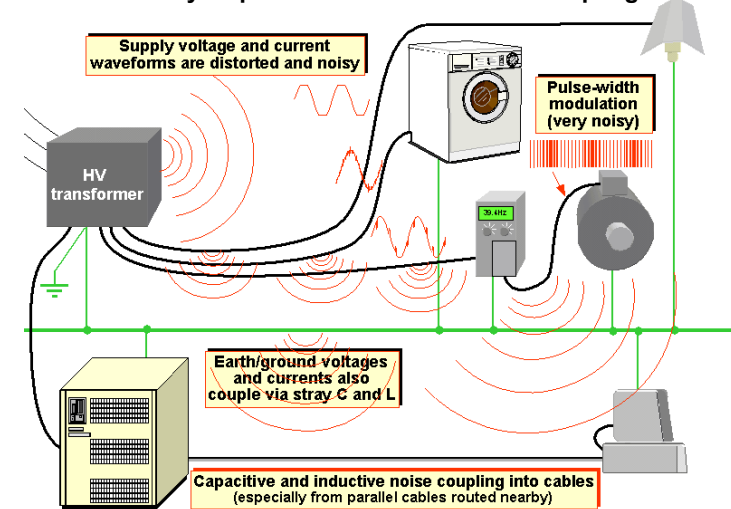 Supply voltage and current
waveforms are distorted and noisy
Pulse-width
modulation
(very noisy)
HV
transformer
39.4Hz
Earth/ground voltages
and currents also
couple via stray C and L
Capacitive and inductive noise coupling into cables
(especially from parallel cables routed nearby)